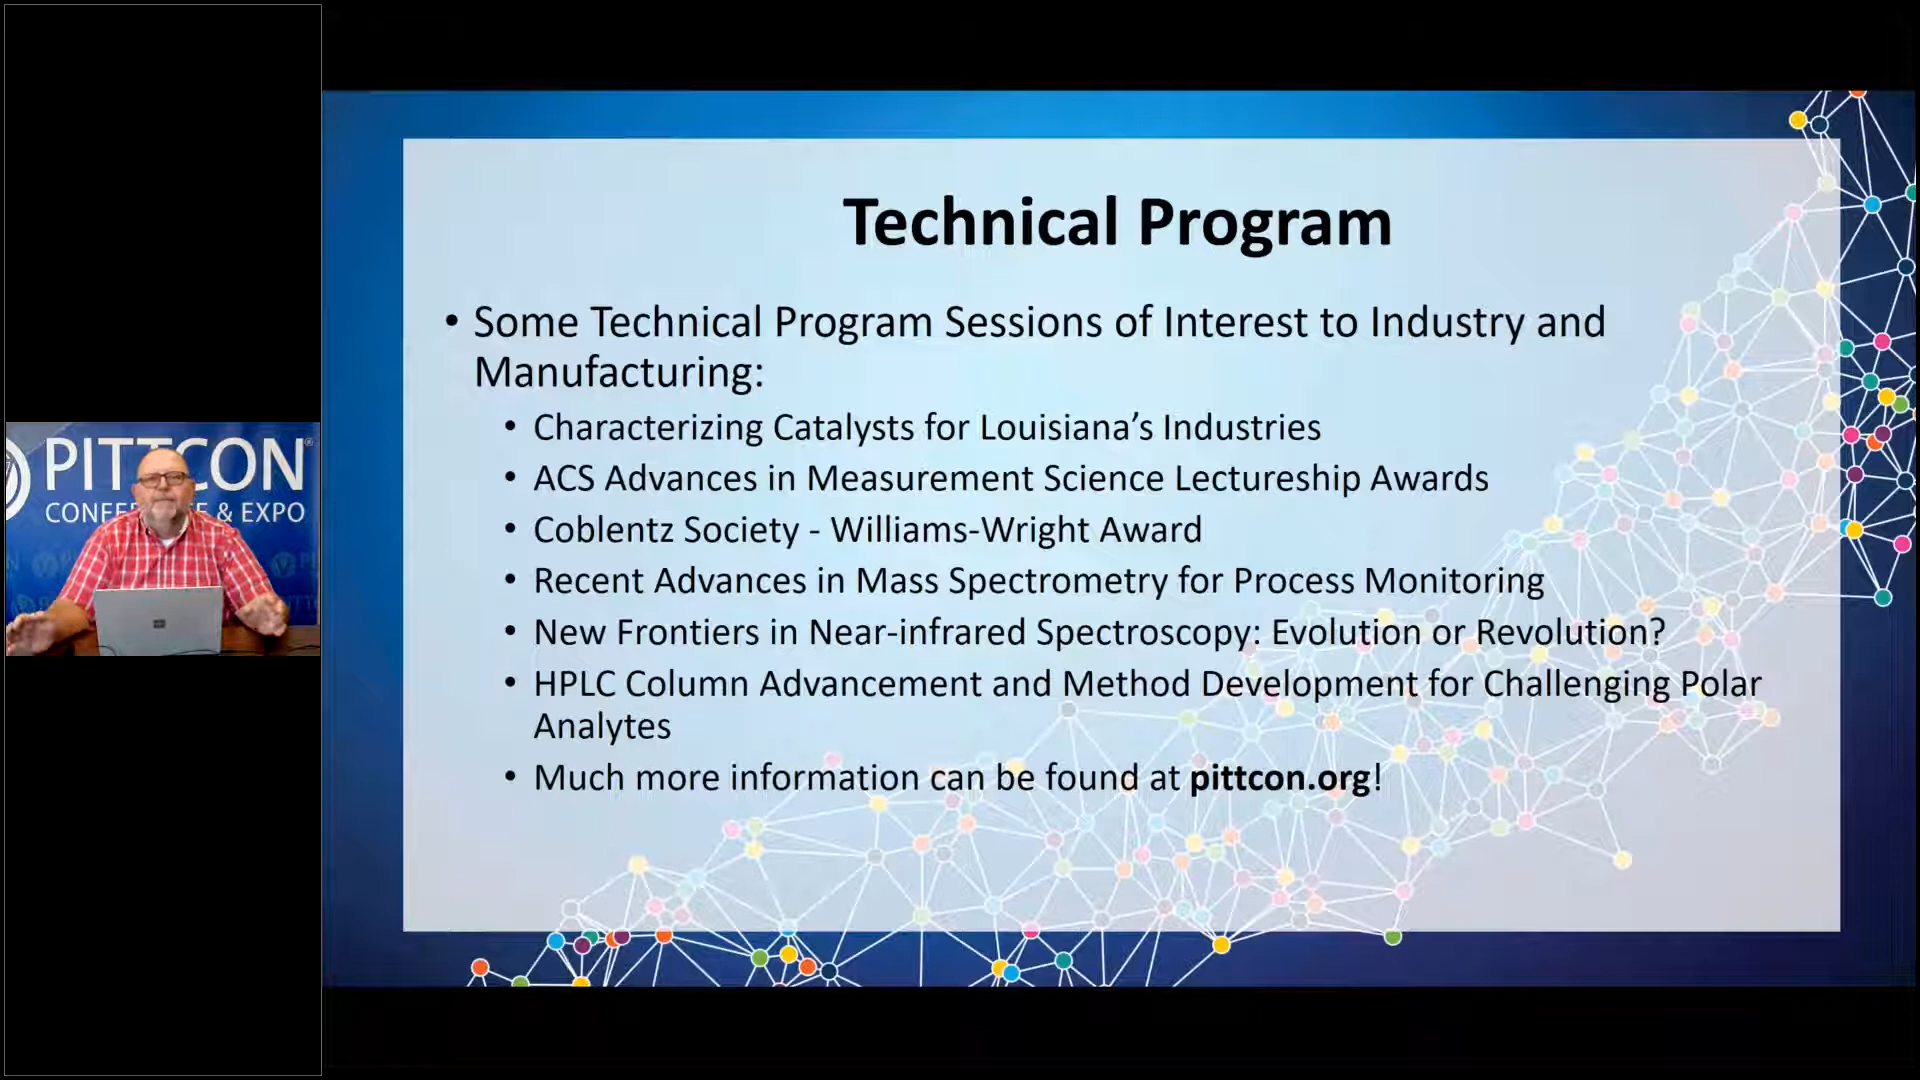 PITTCON®
CONFE E & EXPO
Technical Program
• Some Technical Program Sessions of Interest to Industry and
Manufacturing:
• Characterizing Catalysts for Louisiana’s Industries
• ACS Advances in Measurement Science Lectureship Awards
• Coblentz Society - Williams-Wright Award
• Recent Advances in Mass Spectrometry for Process Monitoring
• New Frontiers in Near-infrared Spectroscopy: Evolution or Revolution?
• HPLC Column Advancement and Method Development for Challenging Polar
Analytes
• Much more information can be found at pittcon.org!